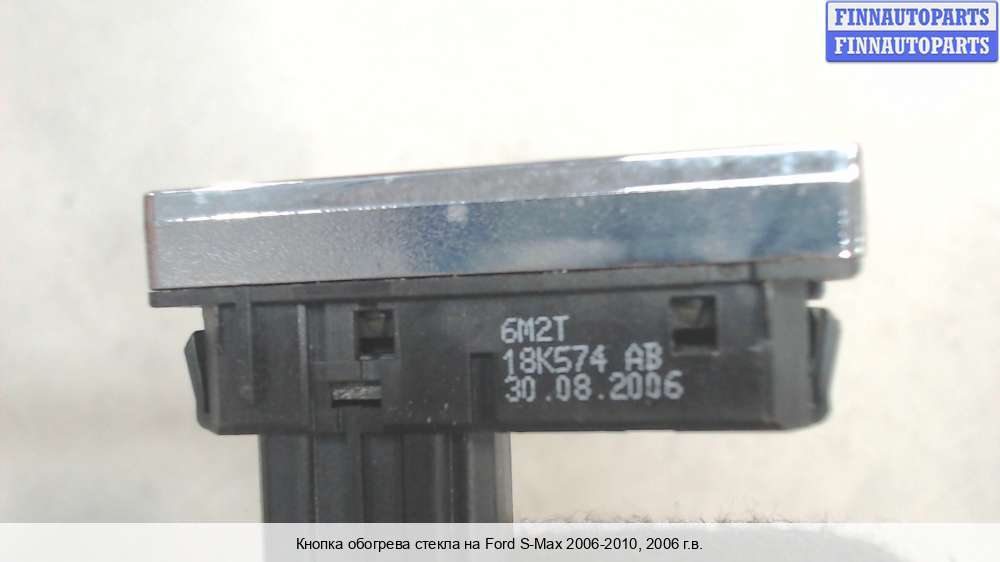 FINNAUTOPARTS
FINNAUTOPARTS
6M2T
18K574 AB
30.08.2006
Кнопка обогрева стекла на Ford S-Max 2006-2010, 2006 г.в.